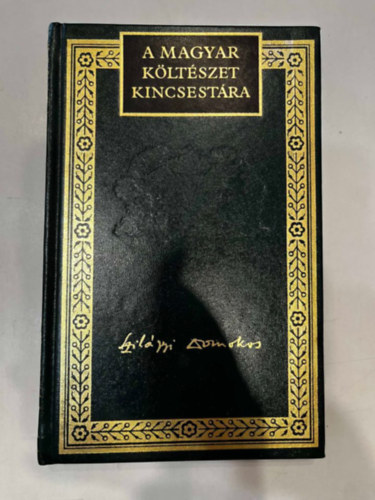 A MAGYAR
KÖLTÉSZET
KINCSESTÁRA
Szilágyi Domokos